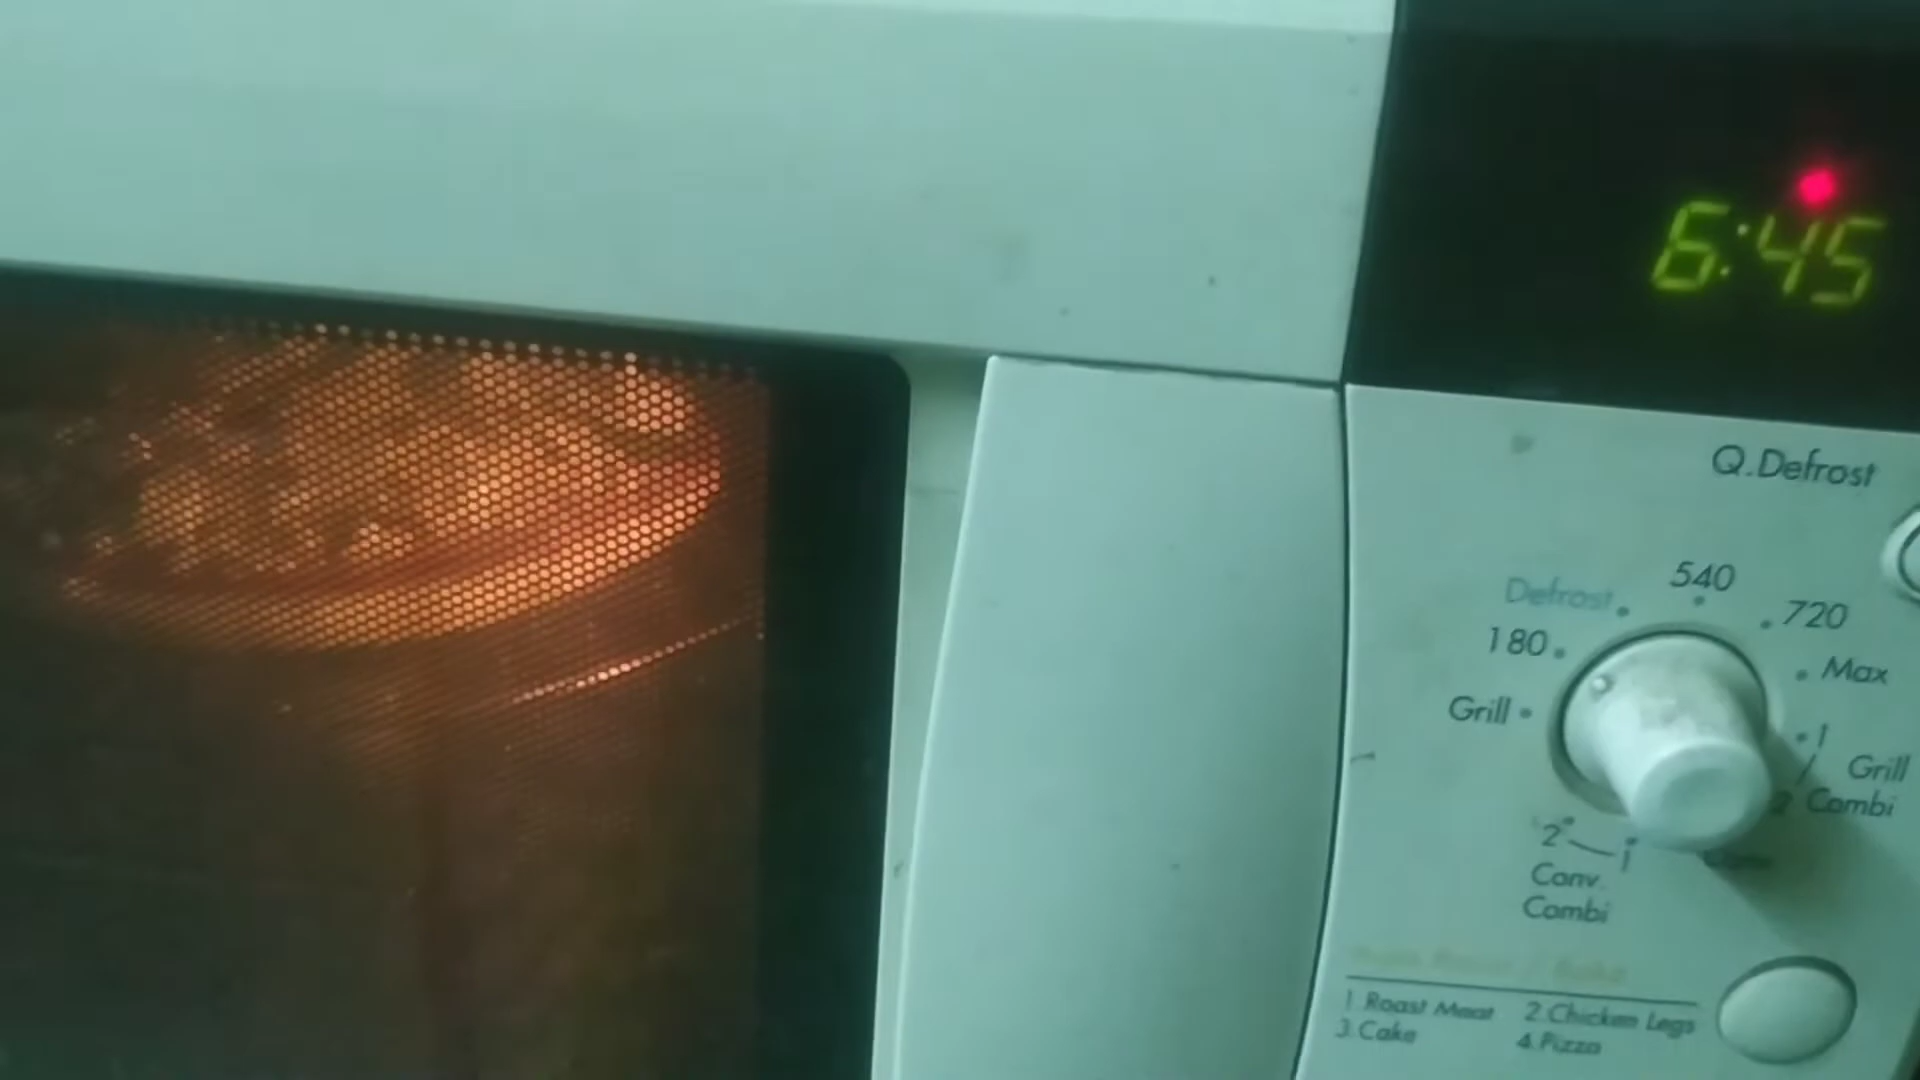 6:45
Q.Defrost
540
Defrost
720
180
Max
Grill
1
Grill
2 Combi
2 1
Conv.
Combi
1.Roast Meat 2.Chicken Legs
3.Cake 4.Pizza